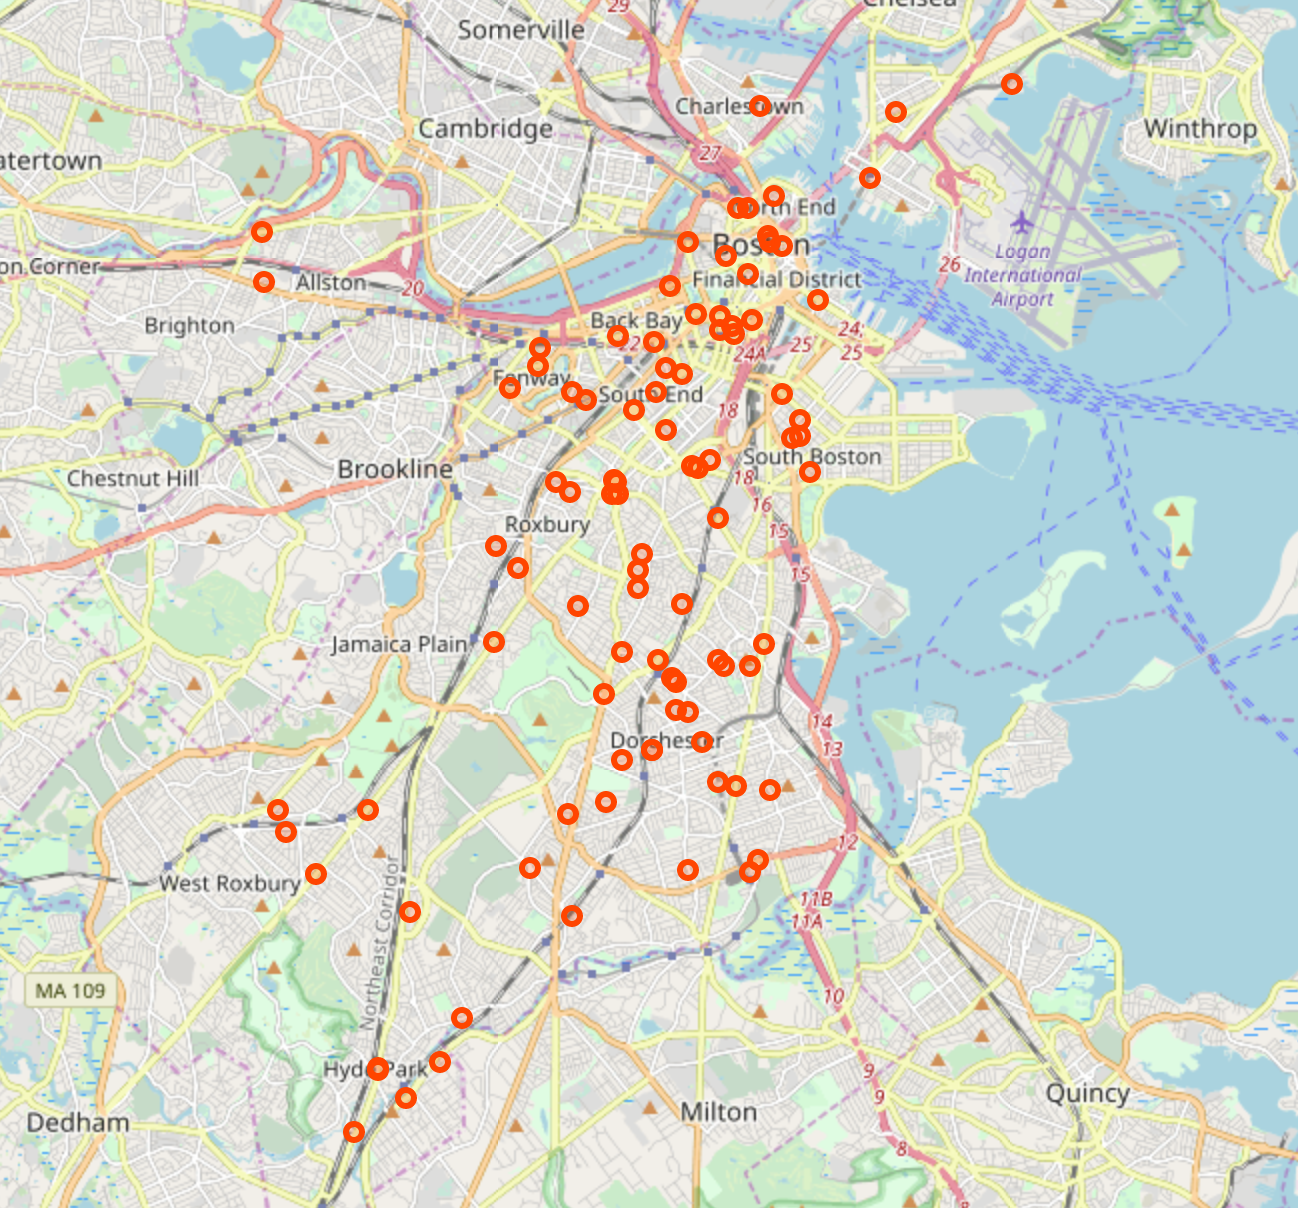 29
Chelsea
Somerville
Charlestown
Cambridge
Winthrop
27
atertown
North End
Boston
Logan
International
Airport
on Corner
26
Allston
20
Financial District
Brighton
Back Bay
24;
25
25
22
24A
Fenway
South End
18
South Boston
Brookline
Chestnut Hill
18
16
Roxbury
15
15
Jamaica Plain
14
13
Dorchester
12
West Roxbury
11B
11A
Northeast Corridor
MA 109
10
Hyde Park
9
9
Quincy
Dedham
Milton
8
8